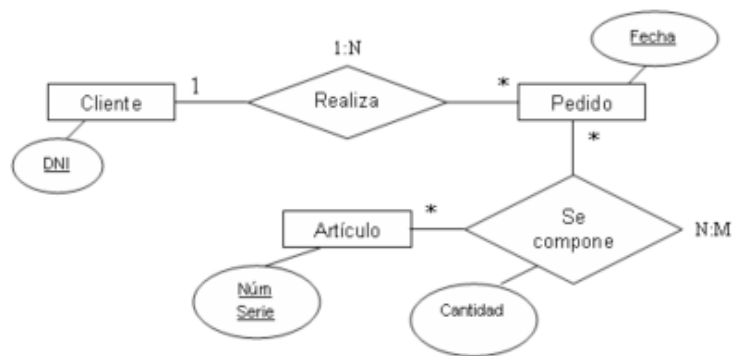 Fecha
1:N
Cliente
1
Realiza
*
Pedido
*
DNI
Artículo
*
Se
compone
N:M
Núm
Serie
Cantidad